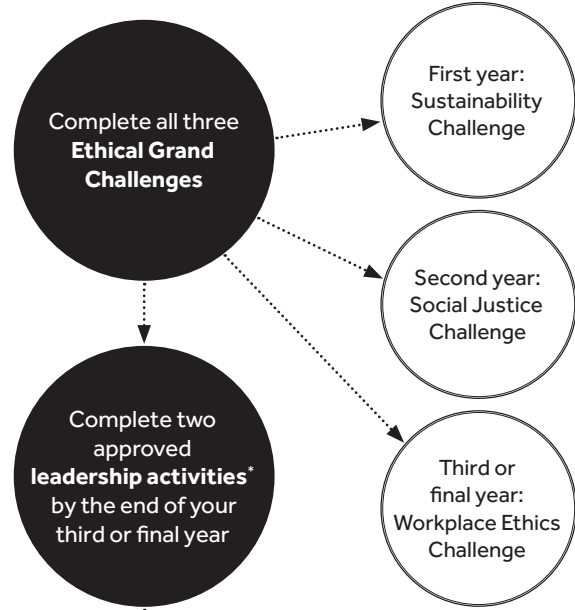 Complete all three
Ethical Grand
Challenges
First year:
Sustainability
Challenge
Second year:
Social Justice
Challenge
Third or
final year:
Workplace Ethics
Challenge
Complete two
approved
leadership activities*
by the end of your
third or final year